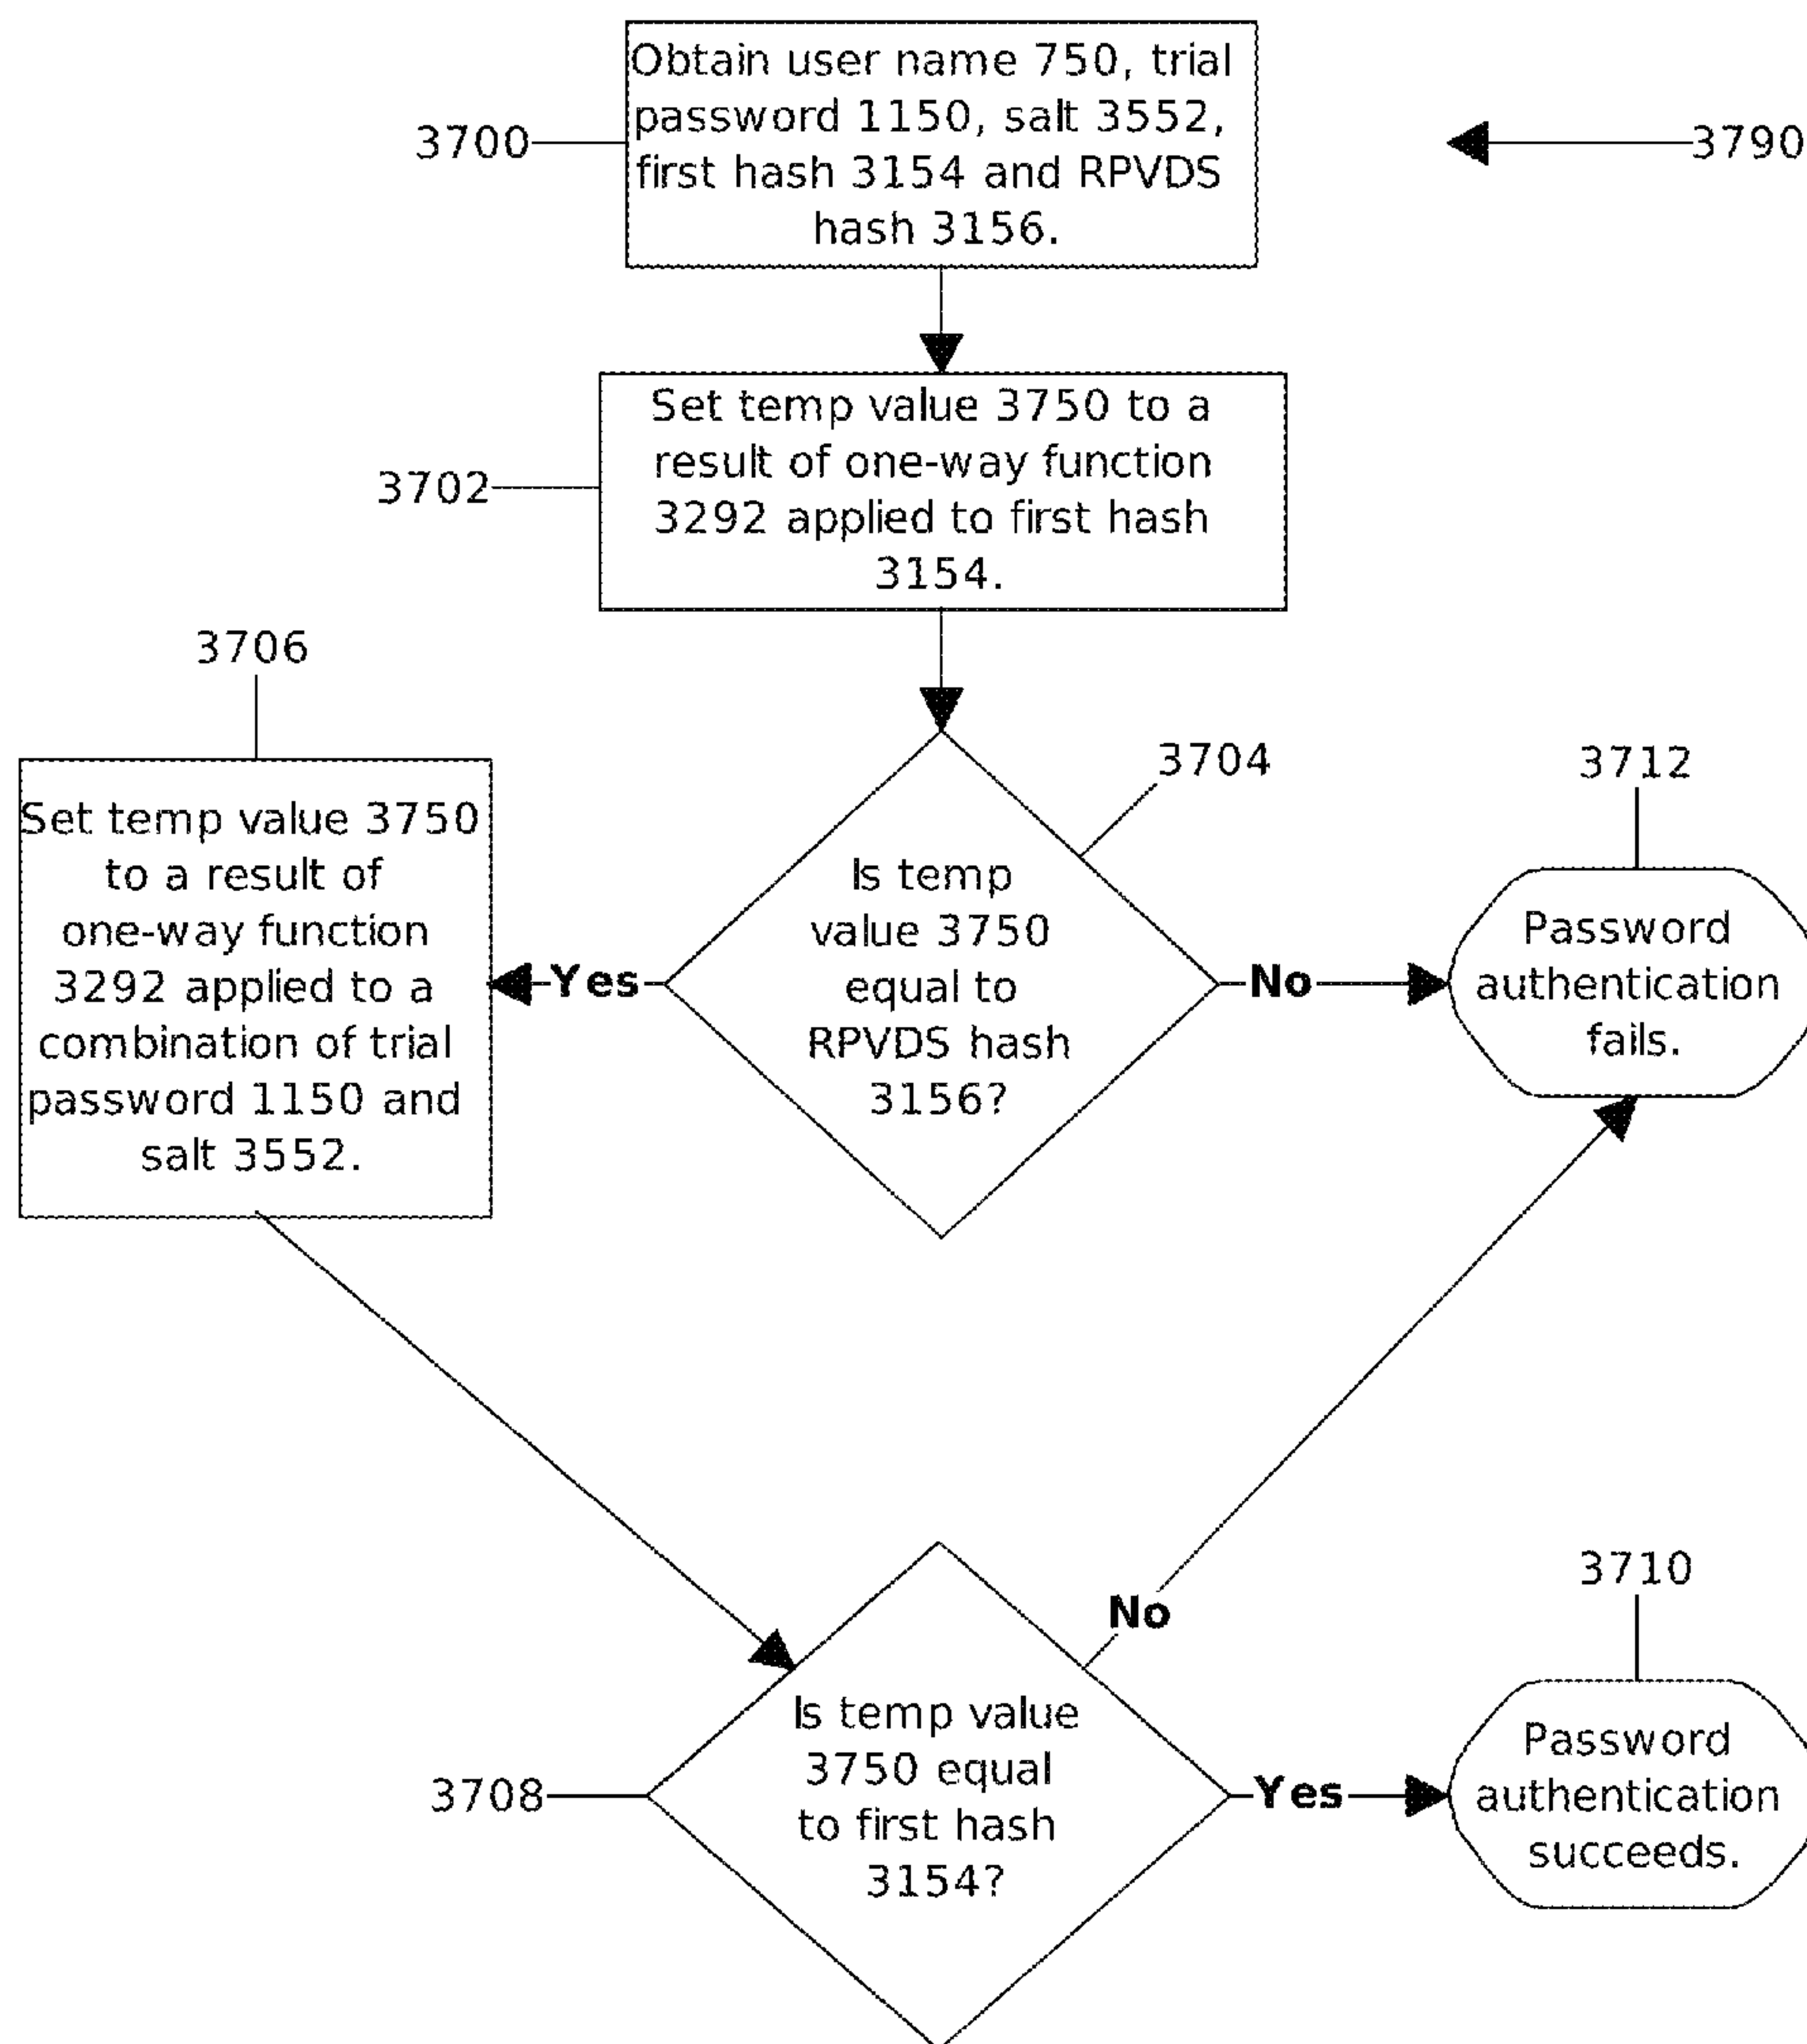 Obtain user name 750, trial
password 1150, salt 3552,
first hash 3154 and RPVDS
hash 3156.
3700
3790
Set temp value 3750 to a
result of one-way function
3292 applied to first hash
3154.
3702
3706
Set temp value 3750
to a result of
one-way function
3292 applied to a
combination of trial
password 1150 and
salt 3552.
3704
Is temp
value 3750
equal to
RPVDS hash
3156?
Yes
No
3712
Password
authentication
fails.
3708
Is temp value
3750 equal
to first hash
3154?
No
Yes
3710
Password
authentication
succeeds.